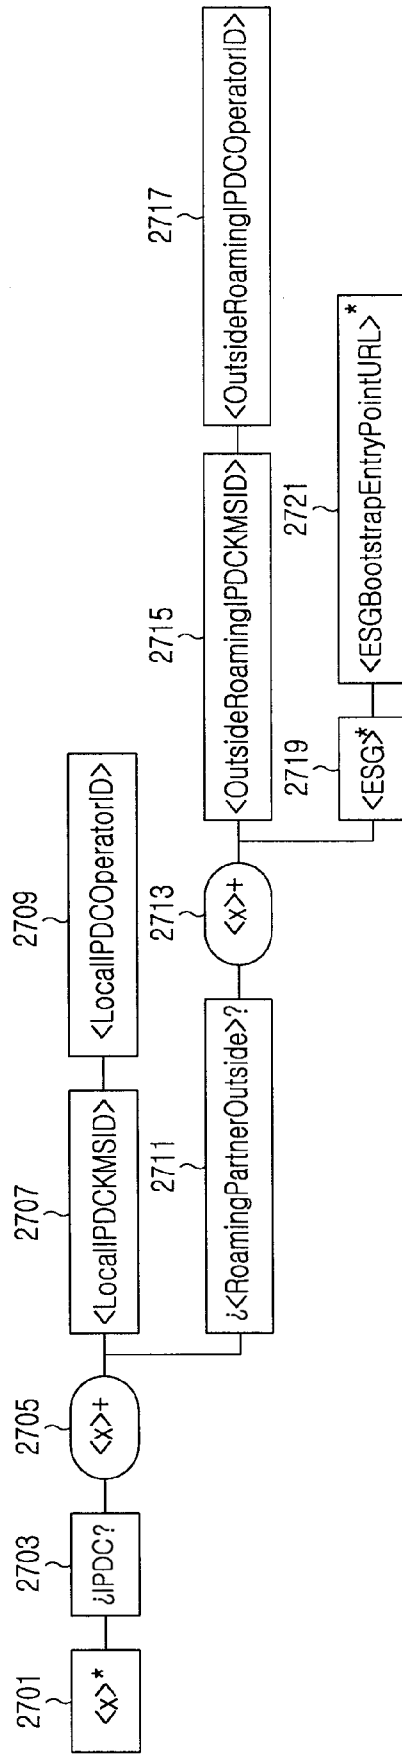 2701
<x>*
2703
¿IPDC?
2705
<x>+
2707
<LocalIPDCKMSID>
2709
<LocalIPDCOperatorID>
2711
¿<RoamingPartnerOutside>?
2713
<x>+
2715
<OutsideRoamingIPDCKMSID>
2717
<OutsideRoamingIPDCOperatorID>
2719
<ESG>*
2721
<ESGBootstrapEntryPointURL>*